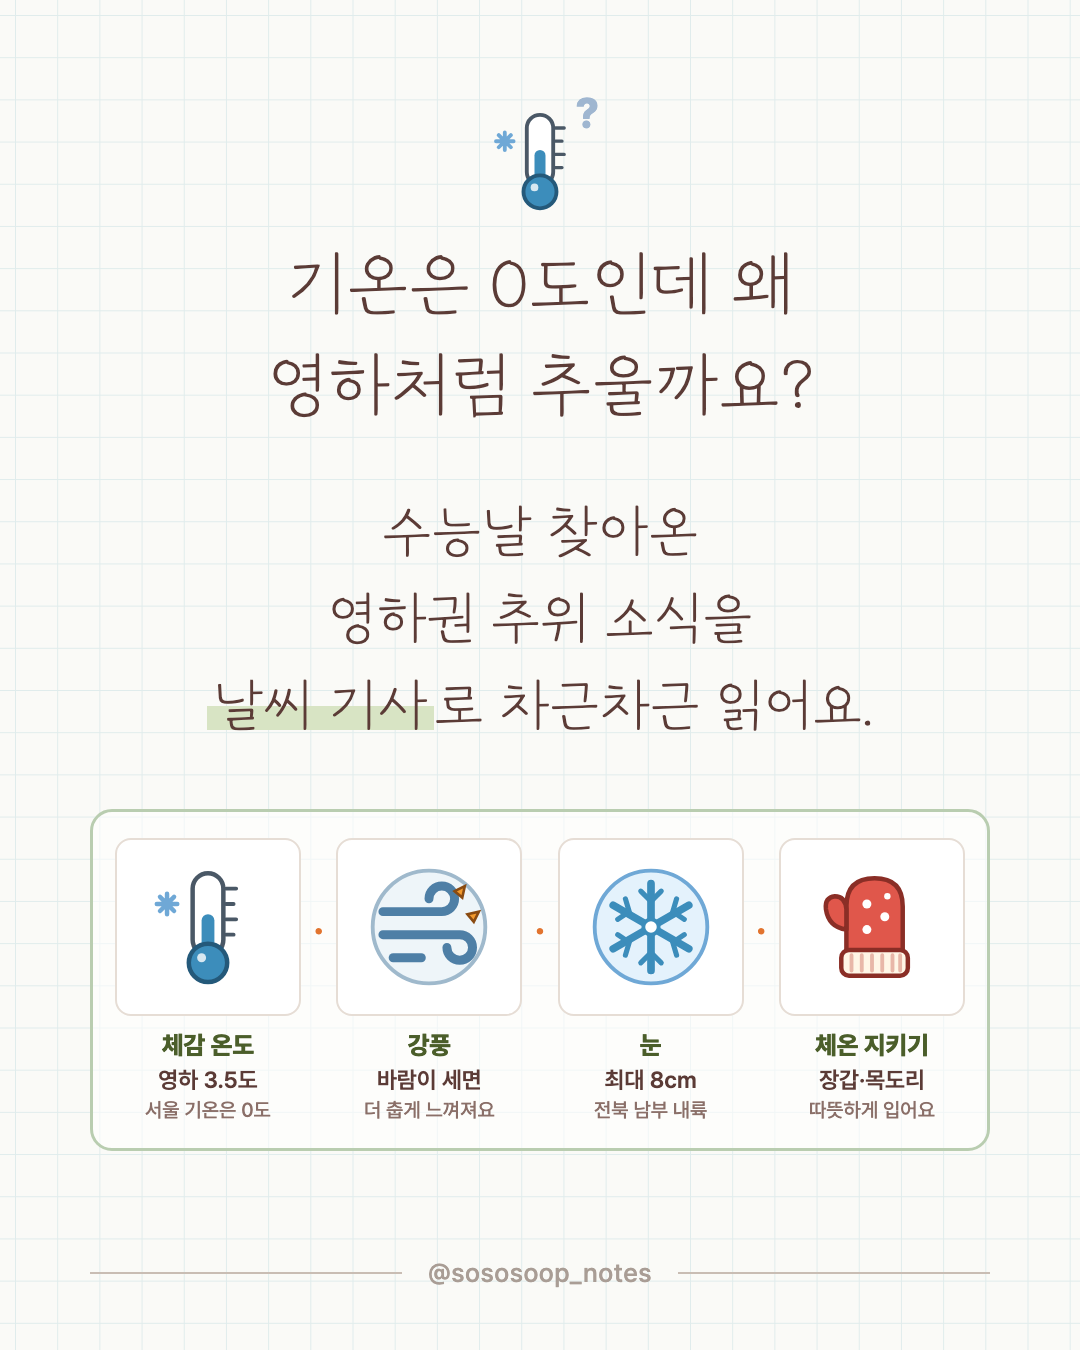 ?
기온은 0도인데 왜
영하처럼 추울까요?
수능날 찾아온
영하권 추위 소식을
날씨 기사로 차근차근 읽어요.
체감 온도
영하 3.5도
서울 기온은 0도
강풍
바람이 세면
더 춥게 느껴져요
눈
최대 8cm
전북 남부 내륙
체온 지키기
장갑·목도리
따뜻하게 입어요
@sososoop_notes